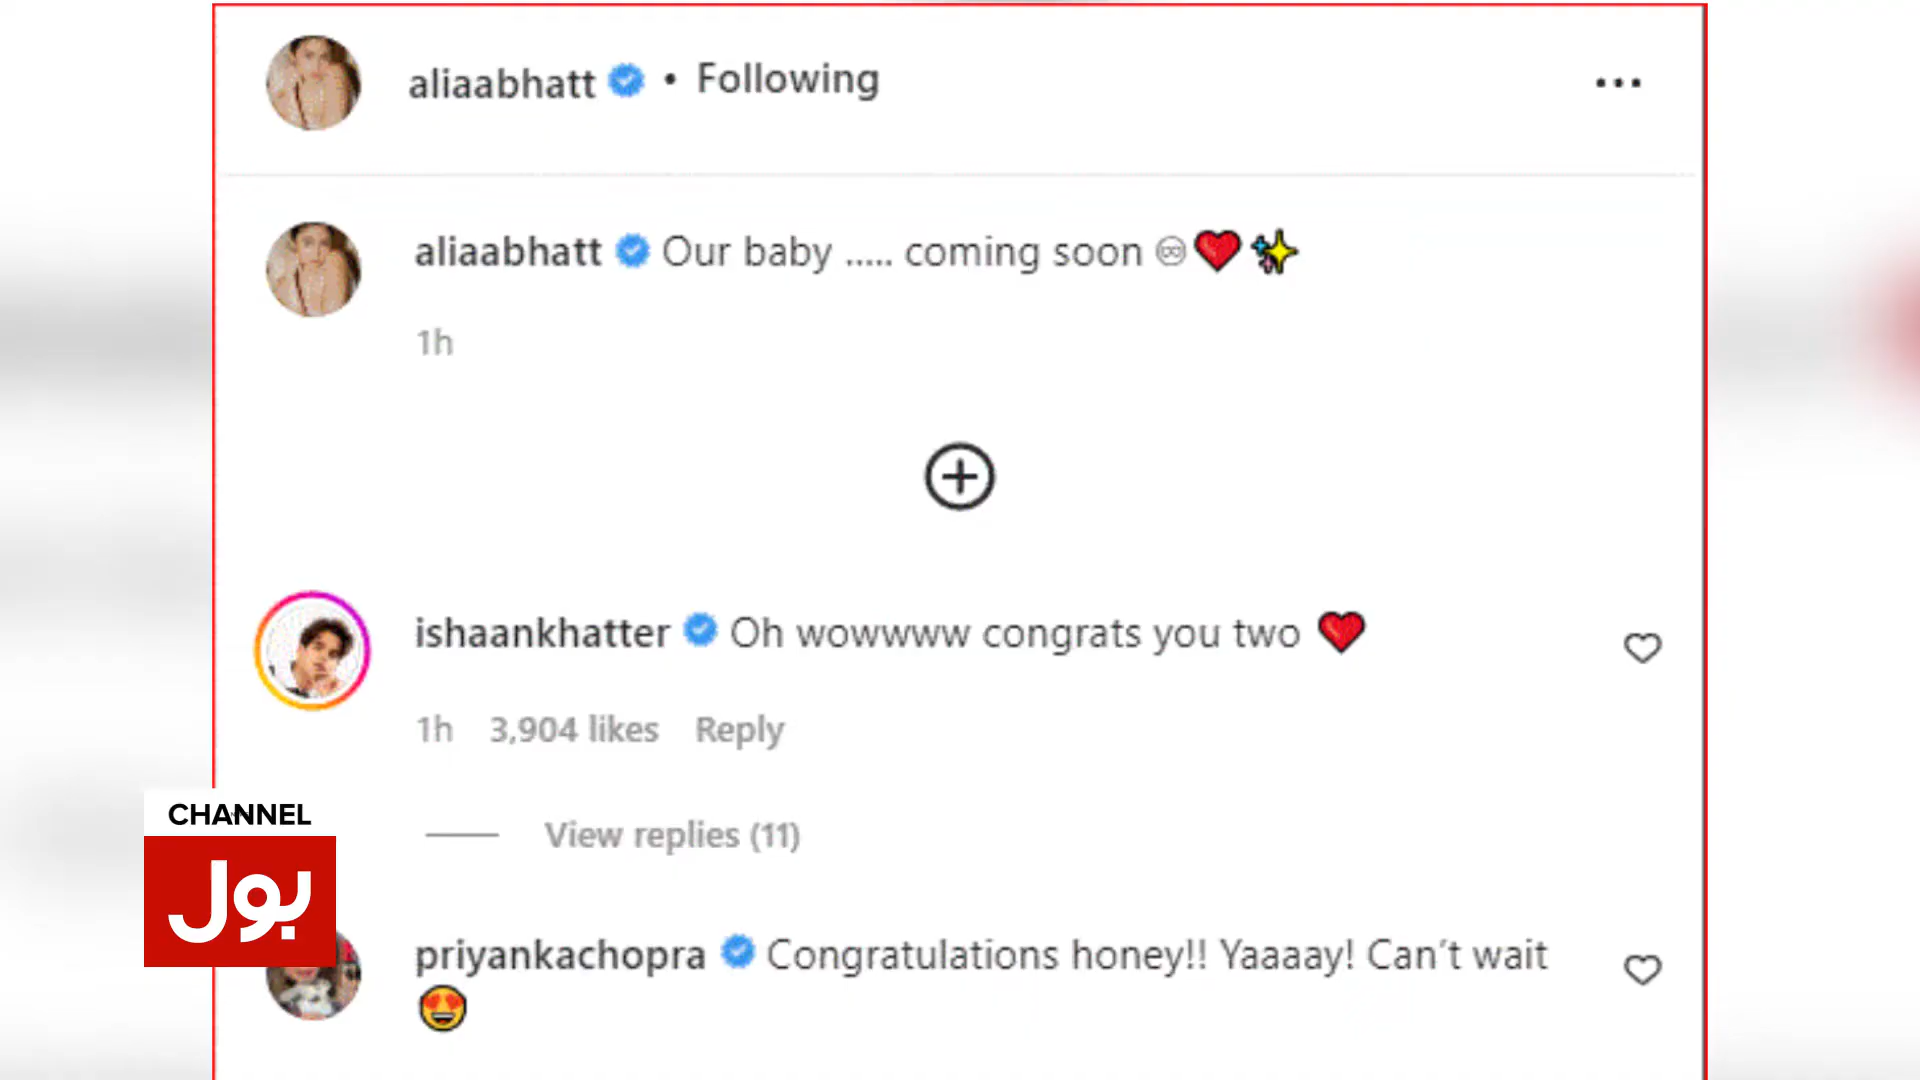 aliaabhatt • Following
aliaabhatt Our baby ..... coming soon ♾️❤️✨
1h
ishaankhatter Oh wowwww congrats you two ❤️
1h 3,904 likes Reply
View replies (11)
CHANNEL
بول
priyankachopra Congratulations honey!! Yaaaay! Can’t wait
😍